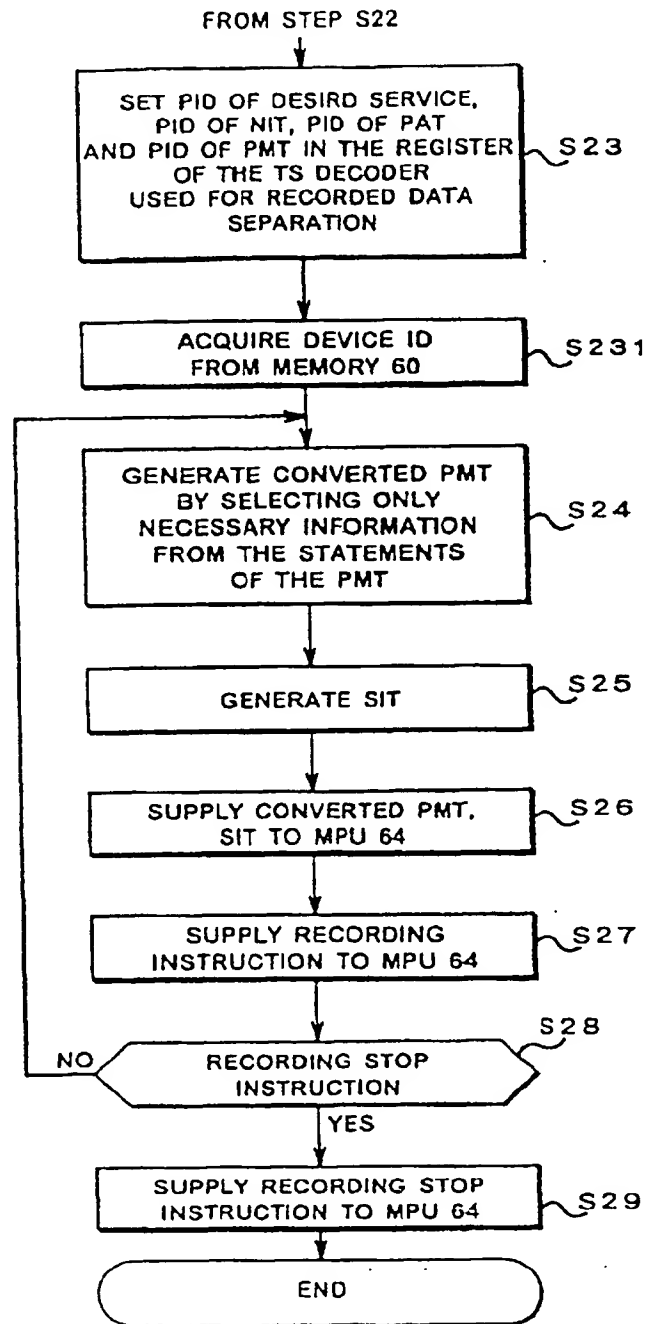 FROM STEP S22
SET PID OF DESIRD SERVICE,
PID OF NIT, PID OF PAT
AND PID OF PMT IN THE REGISTER
OF THE TS DECODER
USED FOR RECORDED DATA
SEPARATION
S23
ACQUIRE DEVICE ID
FROM MEMORY 60
S231
GENERATE CONVERTED PMT
BY SELECTING ONLY
NECESSARY INFORMATION
FROM THE STATEMENTS
OF THE PMT
S24
GENERATE SIT
S25
SUPPLY CONVERTED PMT,
SIT TO MPU 64
S26
SUPPLY RECORDING
INSTRUCTION TO MPU 64
S27
S28
NO
RECORDING STOP
INSTRUCTION
YES
SUPPLY RECORDING STOP
INSTRUCTION TO MPU 64
S29
END